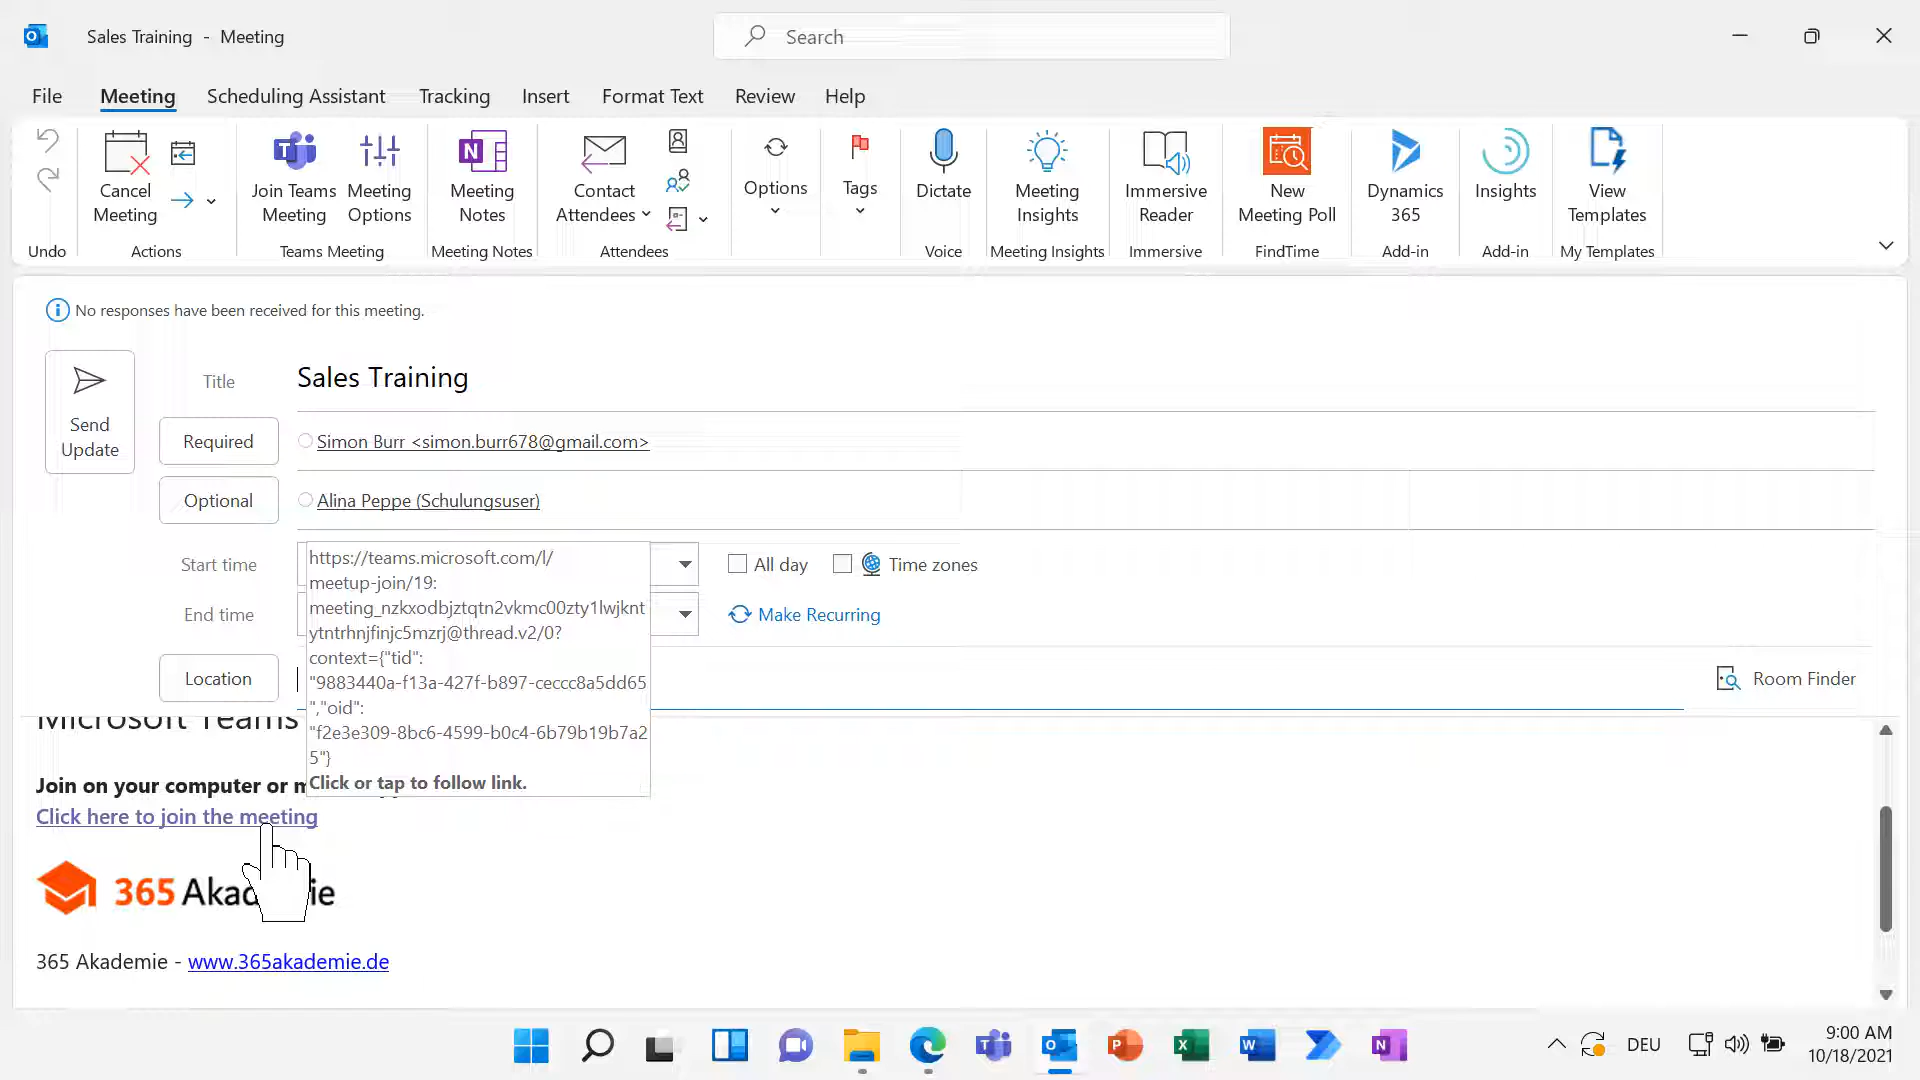 Sales Training - Meeting
Search
File Meeting Scheduling Assistant Tracking Insert Format Text Review Help
Cancel Meeting
Join Teams Meeting
Meeting Options
Meeting Notes
Contact Attendees
Options
Tags
Dictate
Meeting Insights
Immersive Reader
New Meeting Poll
Dynamics 365
Insights
View Templates
Undo Actions Teams Meeting Meeting Notes Attendees Voice Meeting Insights Immersive FindTime Add-in Add-in My Templates
No responses have been received for this meeting.
Send Update
Title Sales Training
Required Simon Burr <simon.burr678@gmail.com>
Optional Alina Peppe (Schulungsuser)
Start time
All day Time zones
End time
Make Recurring
Location
Room Finder
https://teams.microsoft.com/l/
meetup-join/19:
meeting_nzkxodbjztqtn2vkmc00zty1lwjknt
ytntrhnjfinjc5mzrj@thread.v2/0?
context={"tid":
"9883440a-f13a-427f-b897-ceccc8a5dd65
","oid":
"f2e3e309-8bc6-4599-b0c4-6b79b19b7a2
5"}
Click or tap to follow link.
Microsoft Teams
Join on your computer or
Click here to join the meeting
365 Akademie
365 Akademie - www.365akademie.de
DEU
9:00 AM
10/18/2021